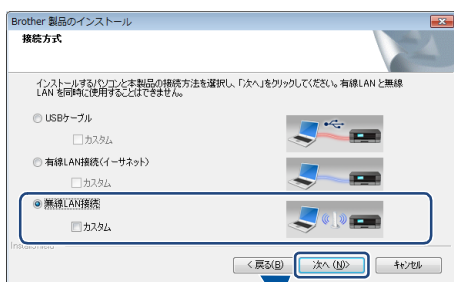 Brother 製品のインストール
接続方式
インストールするパソコンと本製品の接続方法を選択し、「次へ」をクリックしてください。有線LAN と無線
LAN を同時に使用することはできません。
USBケーブル
カスタム
有線LAN接続(イーサネット)
カスタム
無線LAN接続
カスタム
InstallShield
< 戻る(B)
次へ (N)>
キャンセル